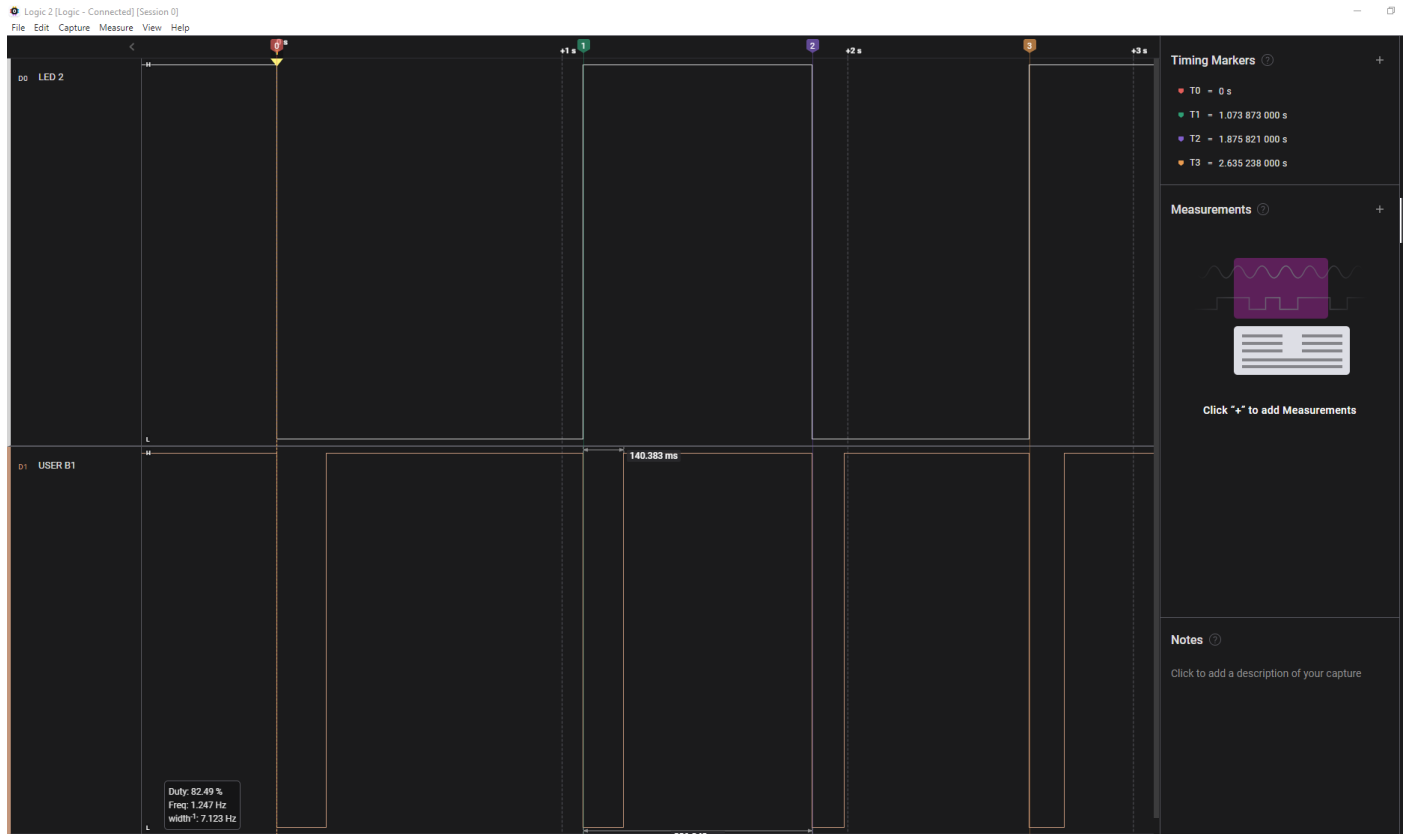 Logic 2 [Logic - Connected] [Session 0]
File Edit Capture Measure View Help
0 s
+1 s
1
2
+2 s
3
+3 s
D0 LED 2
H
L
D1 USER B1
H
140.383 ms
Duty: 82.49 %
Freq: 1.247 Hz
width-1: 7.123 Hz
L
Timing Markers ? +
T0 = 0 s
T1 = 1.073 873 000 s
T2 = 1.875 821 000 s
T3 = 2.635 238 000 s
Measurements ? +
Click "+" to add Measurements
Notes ?
Click to add a description of your capture